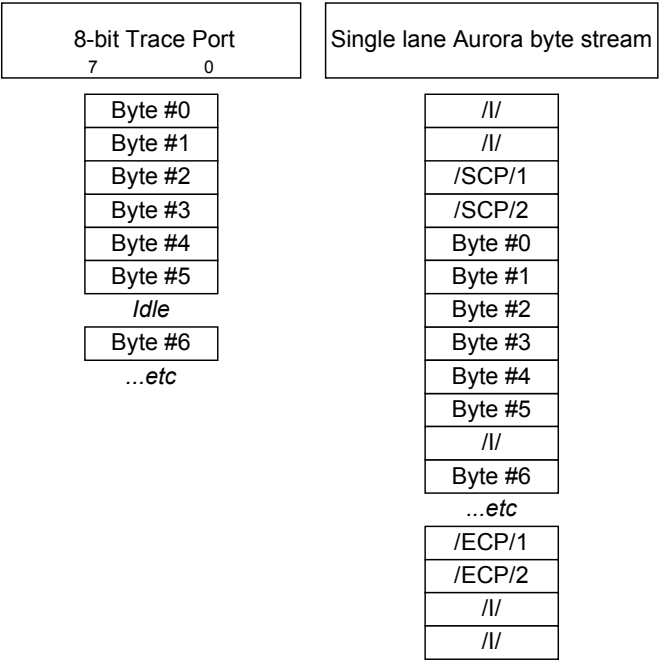 8-bit Trace Port
7 0
Byte #0
Byte #1
Byte #2
Byte #3
Byte #4
Byte #5
Idle
Byte #6
...etc
Single lane Aurora byte stream
/I/
/I/
/SCP/1
/SCP/2
Byte #0
Byte #1
Byte #2
Byte #3
Byte #4
Byte #5
/I/
Byte #6
...etc
/ECP/1
/ECP/2
/I/
/I/